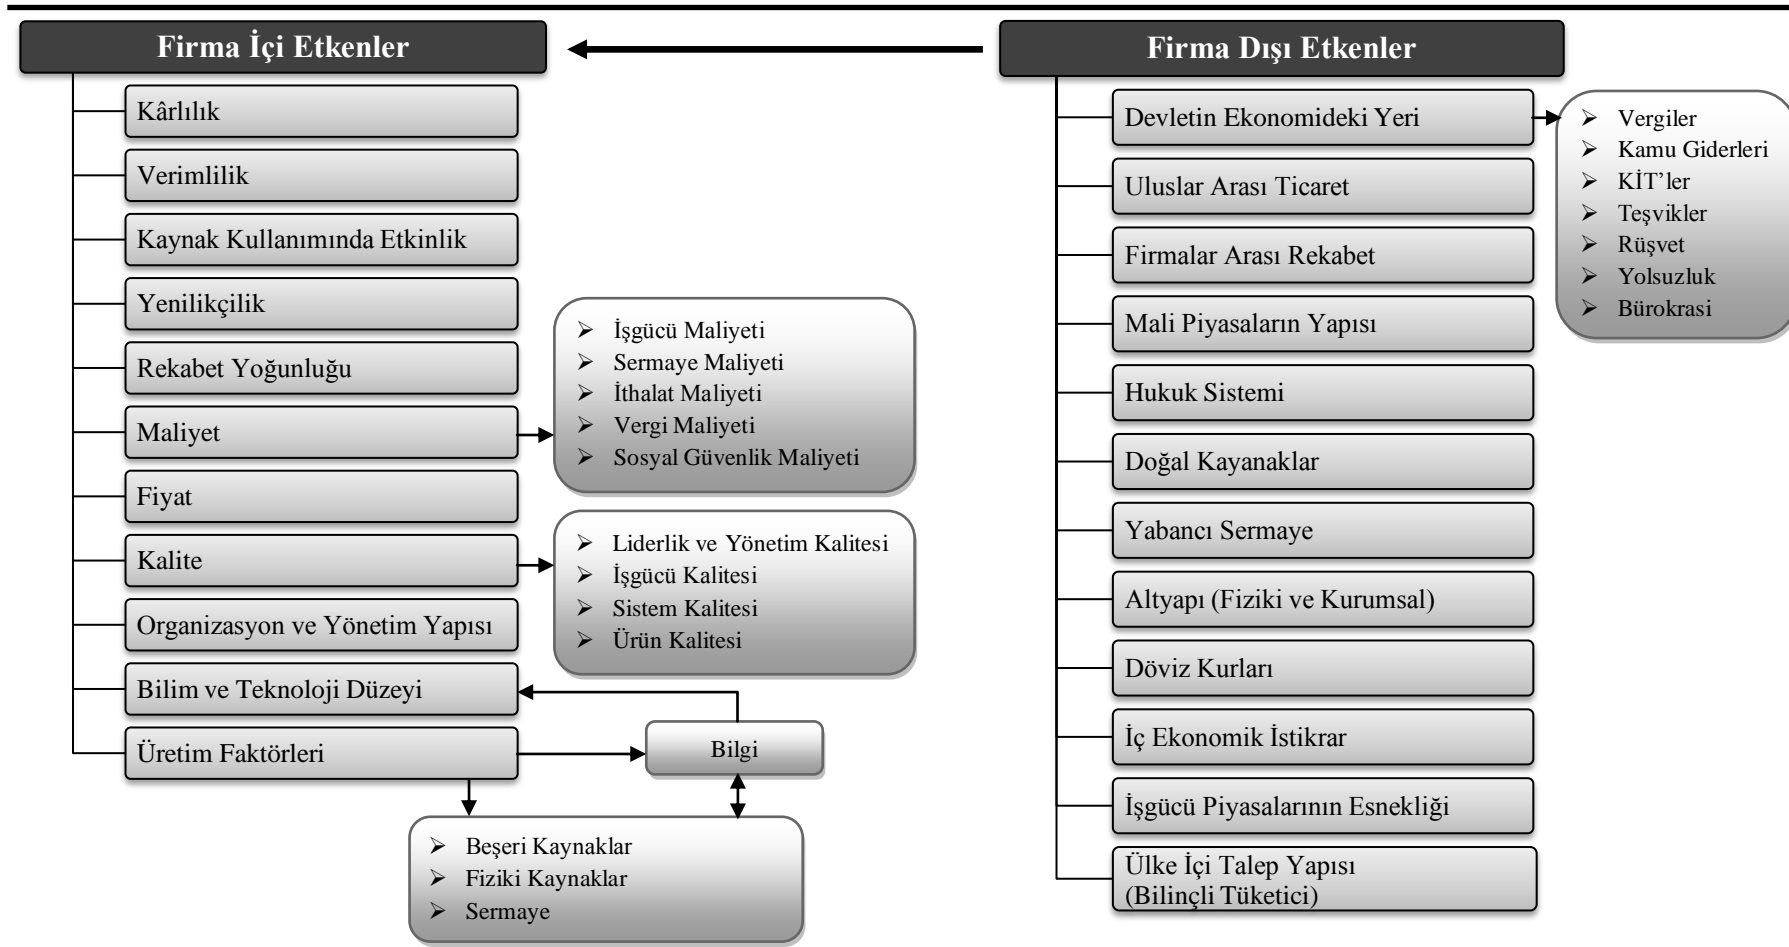 Firma İçi Etkenler
Kârlılık
Verimlilik
Kaynak Kullanımında Etkinlik
Yenilikçilik
Rekabet Yoğunluğu
Maliyet
İşgücü Maliyeti
Sermaye Maliyeti
İthalat Maliyeti
Vergi Maliyeti
Sosyal Güvenlik Maliyeti
Fiyat
Kalite
Liderlik ve Yönetim Kalitesi
İşgücü Kalitesi
Sistem Kalitesi
Ürün Kalitesi
Organizasyon ve Yönetim Yapısı
Bilim ve Teknoloji Düzeyi
Üretim Faktörleri
Bilgi
Beşeri Kaynaklar
Fiziki Kaynaklar
Sermaye
Firma Dışı Etkenler
Devletin Ekonomideki Yeri
Vergiler
Kamu Giderleri
KİT’ler
Teşvikler
Rüşvet
Yolsuzluk
Bürokrasi
Uluslar Arası Ticaret
Firmalar Arası Rekabet
Mali Piyasaların Yapısı
Hukuk Sistemi
Doğal Kayanaklar
Yabancı Sermaye
Altyapı (Fiziki ve Kurumsal)
Döviz Kurları
İç Ekonomik İstikrar
İşgücü Piyasalarının Esnekliği
Ülke İçi Talep Yapısı
(Bilinçli Tüketici)